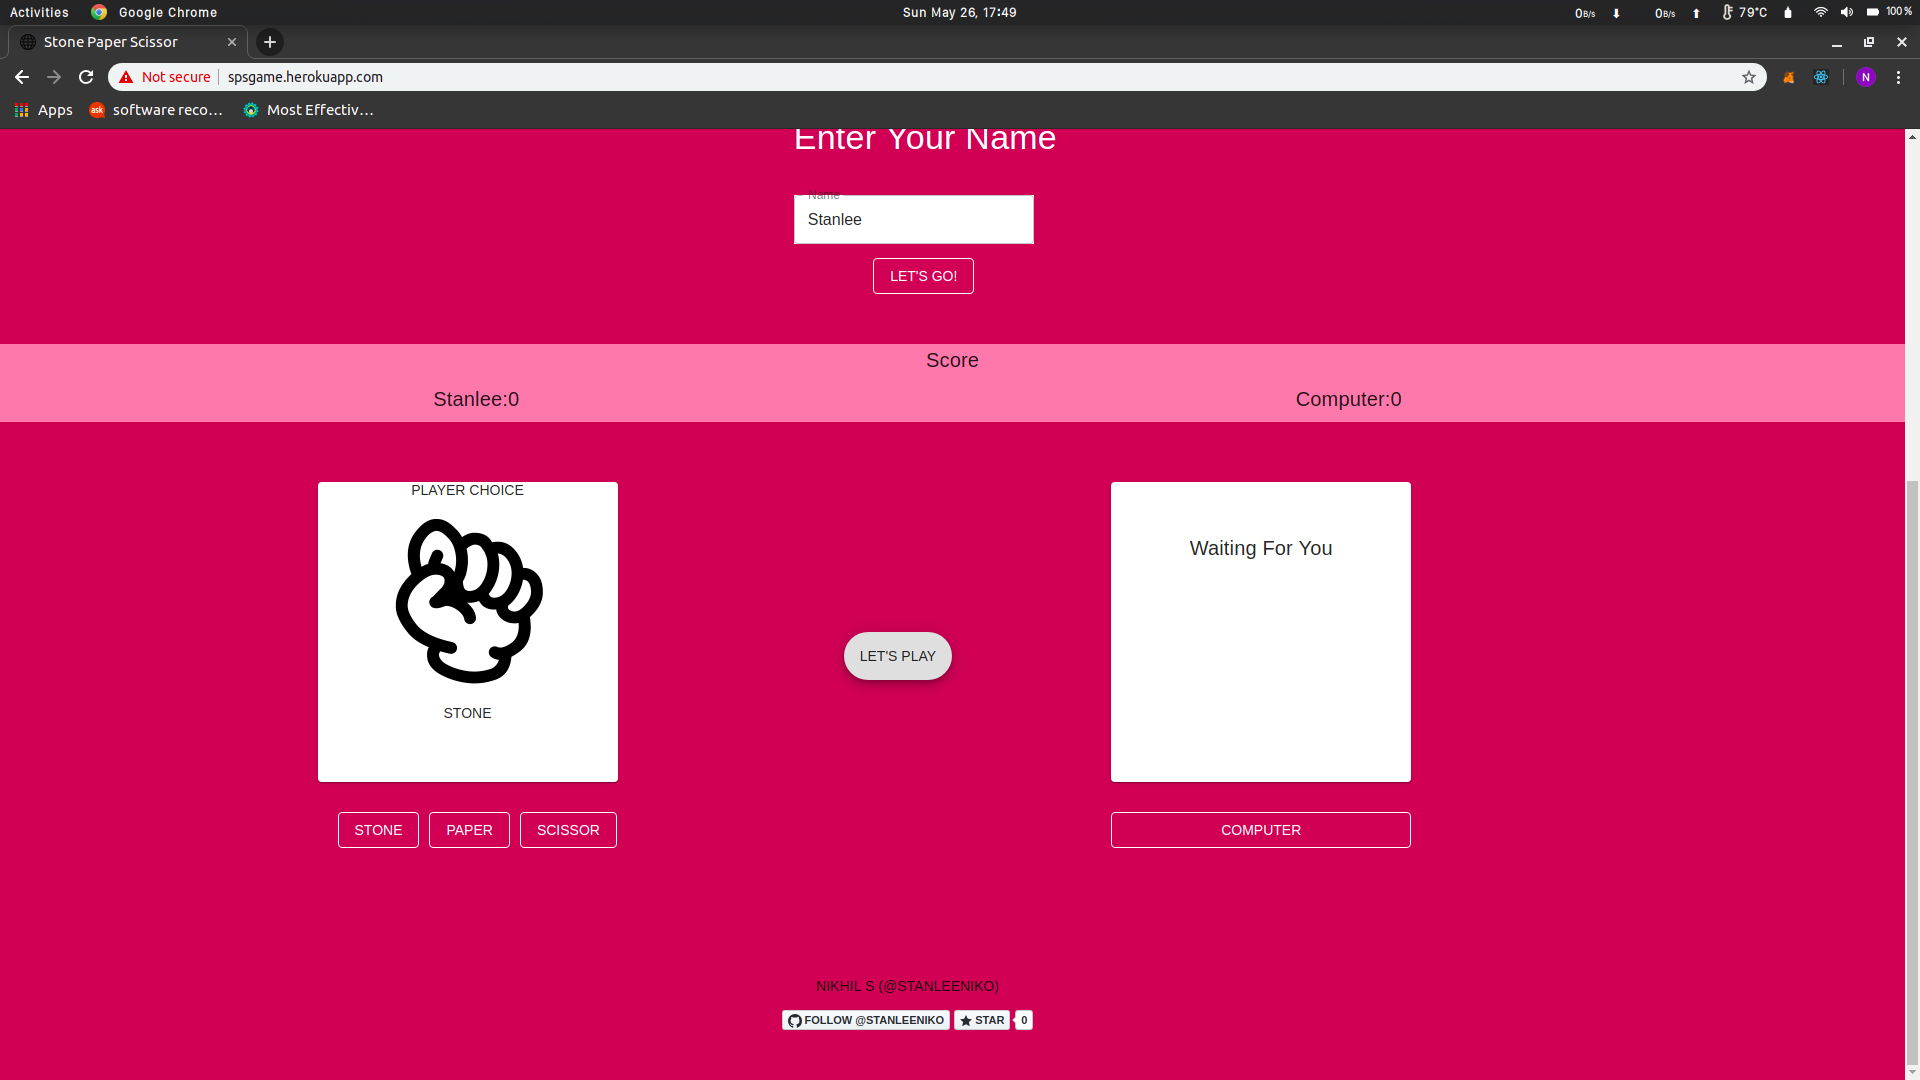 Activities Google Chrome Sun May 26, 17:49 0B/s 0B/s 79°C 100%
Stone Paper Scissor
Not secure spsgame.herokuapp.com N
Apps ask software reco... Most Effectiv...
Enter Your Name
Name
Stanlee
LET'S GO!
Score
Stanlee:0 Computer:0
PLAYER CHOICE
Waiting For You
LET'S PLAY
STONE
STONE PAPER SCISSOR COMPUTER
NIKHIL S (@STANLEENIKO)
FOLLOW @STANLEENIKO STAR 0